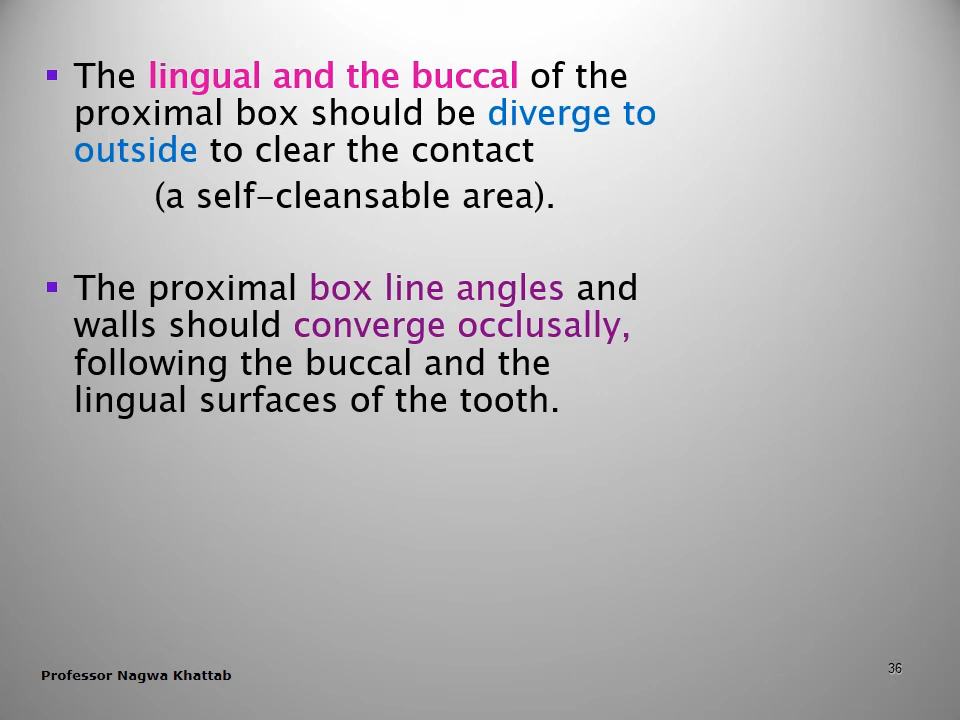 ▪ The lingual and the buccal of the
proximal box should be diverge to
outside to clear the contact
(a self-cleansable area).
▪ The proximal box line angles and
walls should converge occlusally,
following the buccal and the
lingual surfaces of the tooth.
Professor Nagwa Khattab
36